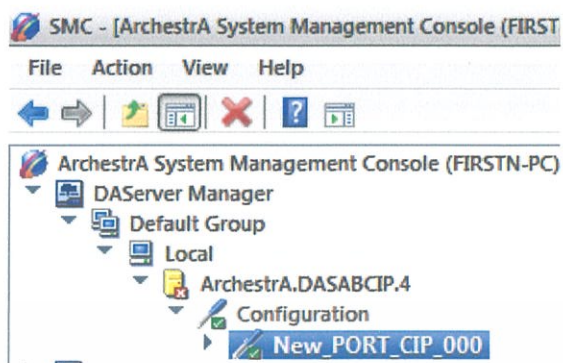 SMC - [ArchestrA System Management Console (FIRST
File Action View Help
ArchestrA System Management Console (FIRSTN-PC)
DAServer Manager
Default Group
Local
ArchestrA.DASABCIP.4
Configuration
New_PORT_CIP_000